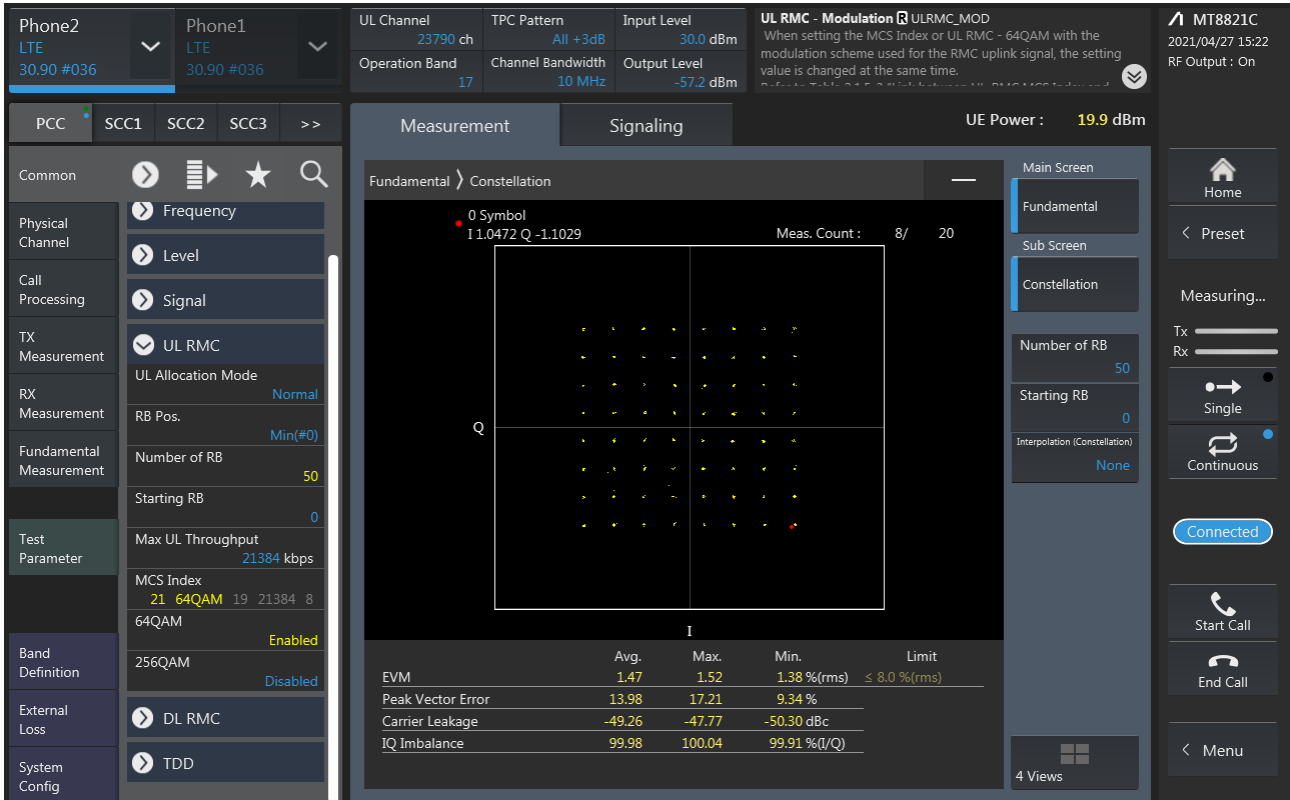 Phone2
LTE
30.90 #036
Phone1
LTE
30.90 #036
UL Channel
23790 ch
TPC Pattern
All +3dB
Input Level
30.0 dBm
Operation Band
17
Channel Bandwidth
10 MHz
Output Level
-57.2 dBm
UL RMC - Modulation R ULRMC_MOD
When setting the MCS Index or UL RMC - 64QAM with the
modulation scheme used for the RMC uplink signal, the setting
value is changed at the same time.
MT8821C
2021/04/27 15:22
RF Output : On
PCC SCC1 SCC2 SCC3 >>
Measurement
Signaling
UE Power : 19.9 dBm
Common
Physical
Channel
Call
Processing
TX
Measurement
RX
Measurement
Fundamental
Measurement
Test
Parameter
Band
Definition
External
Loss
System
Config
Frequency
Level
Signal
UL RMC
UL Allocation Mode
Normal
RB Pos.
Min(#0)
Number of RB
50
Starting RB
0
Max UL Throughput
21384 kbps
MCS Index
21 64QAM 19 21384 8
64QAM
Enabled
256QAM
Disabled
DL RMC
TDD
Fundamental 〉 Constellation
0 Symbol
I 1.0472 Q -1.1029
Meas. Count : 8/ 20
Q
I
Avg. Max. Min. Limit
EVM 1.47 1.52 1.38 %(rms) ≤ 8.0 %(rms)
Peak Vector Error 13.98 17.21 9.34 %
Carrier Leakage -49.26 -47.77 -50.30 dBc
IQ Imbalance 99.98 100.04 99.91 %(I/Q)
Main Screen
Fundamental
Sub Screen
Constellation
Number of RB
50
Starting RB
0
Interpolation (Constellation)
None
4 Views
Home
< Preset
Measuring...
Tx
Rx
Single
Continuous
Connected
Start Call
End Call
< Menu